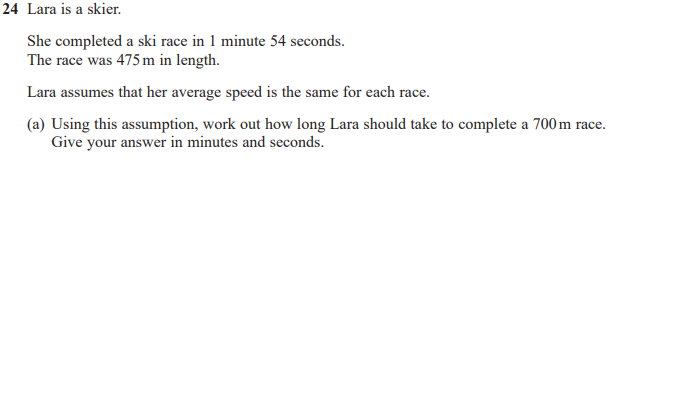 24 Lara is a skier.
She completed a ski race in 1 minute 54 seconds.
The race was 475 m in length.
Lara assumes that her average speed is the same for each race.
(a) Using this assumption, work out how long Lara should take to complete a 700 m race.
Give your answer in minutes and seconds.